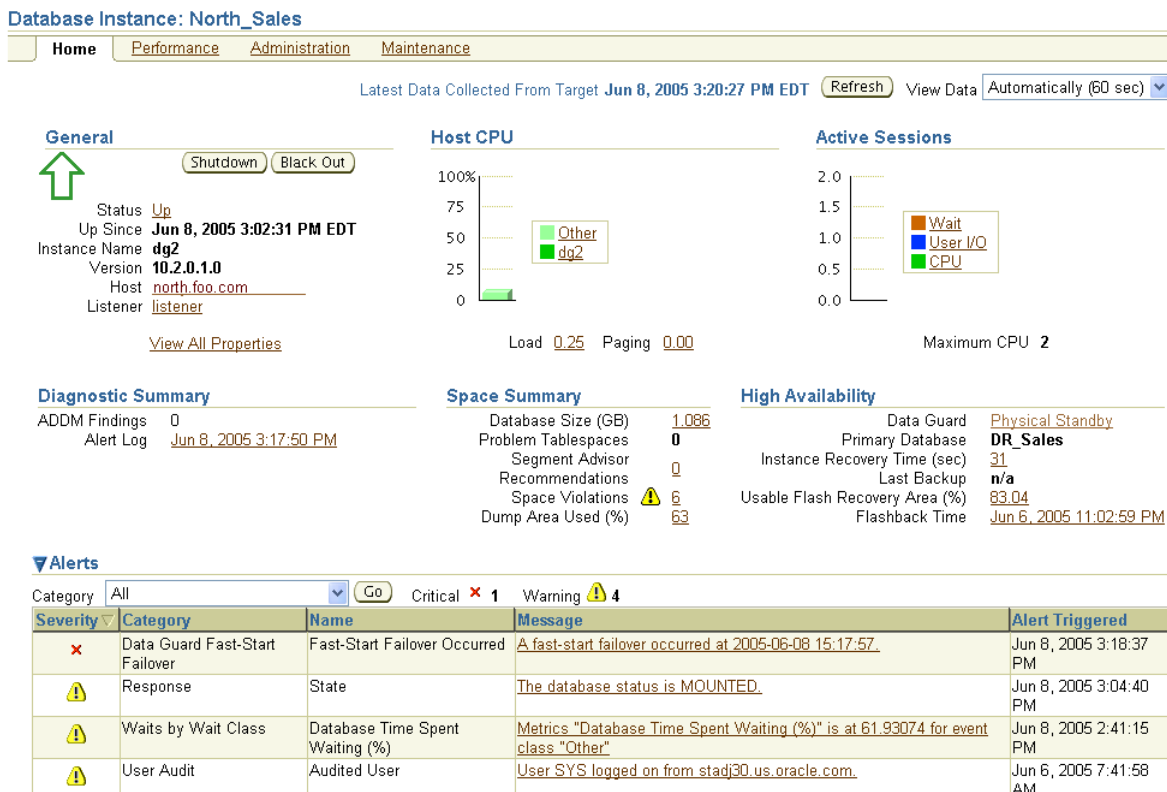 Database Instance: North_Sales
Home Performance Administration Maintenance
Latest Data Collected From Target Jun 8, 2005 3:20:27 PM EDT Refresh View Data Automatically (60 sec)
General
Shutdown Black Out
Status Up
Up Since Jun 8, 2005 3:02:31 PM EDT
Instance Name dg2
Version 10.2.0.1.0
Host north.foo.com
Listener listener
View All Properties
Host CPU
100%
75
50
25
0
Other
dg2
Load 0.25 Paging 0.00
Active Sessions
2.0
1.5
1.0
0.5
0.0
Wait
User I/O
CPU
Maximum CPU 2
Diagnostic Summary
ADDM Findings 0
Alert Log Jun 8, 2005 3:17:50 PM
Space Summary
Database Size (GB) 1.086
Problem Tablespaces 0
Segment Advisor
Recommendations 0
Space Violations 6
Dump Area Used (%) 63
High Availability
Data Guard Physical Standby
Primary Database DR_Sales
Instance Recovery Time (sec) 31
Last Backup n/a
Usable Flash Recovery Area (%) 83.04
Flashback Time Jun 6, 2005 11:02:59 PM
Alerts
Category All Go Critical 1 Warning 4
Severity Category Name Message Alert Triggered
Data Guard Fast-Start
Failover
Fast-Start Failover Occurred
A fast-start failover occurred at 2005-06-08 15:17:57.
Jun 8, 2005 3:18:37
PM
Response
State
The database status is MOUNTED.
Jun 8, 2005 3:04:40
PM
Waits by Wait Class
Database Time Spent
Waiting (%)
Metrics "Database Time Spent Waiting (%)" is at 61.93074 for event
class "Other"
Jun 8, 2005 2:41:15
PM
User Audit
Audited User
User SYS logged on from stadj30.us.oracle.com.
Jun 6, 2005 7:41:58
AM